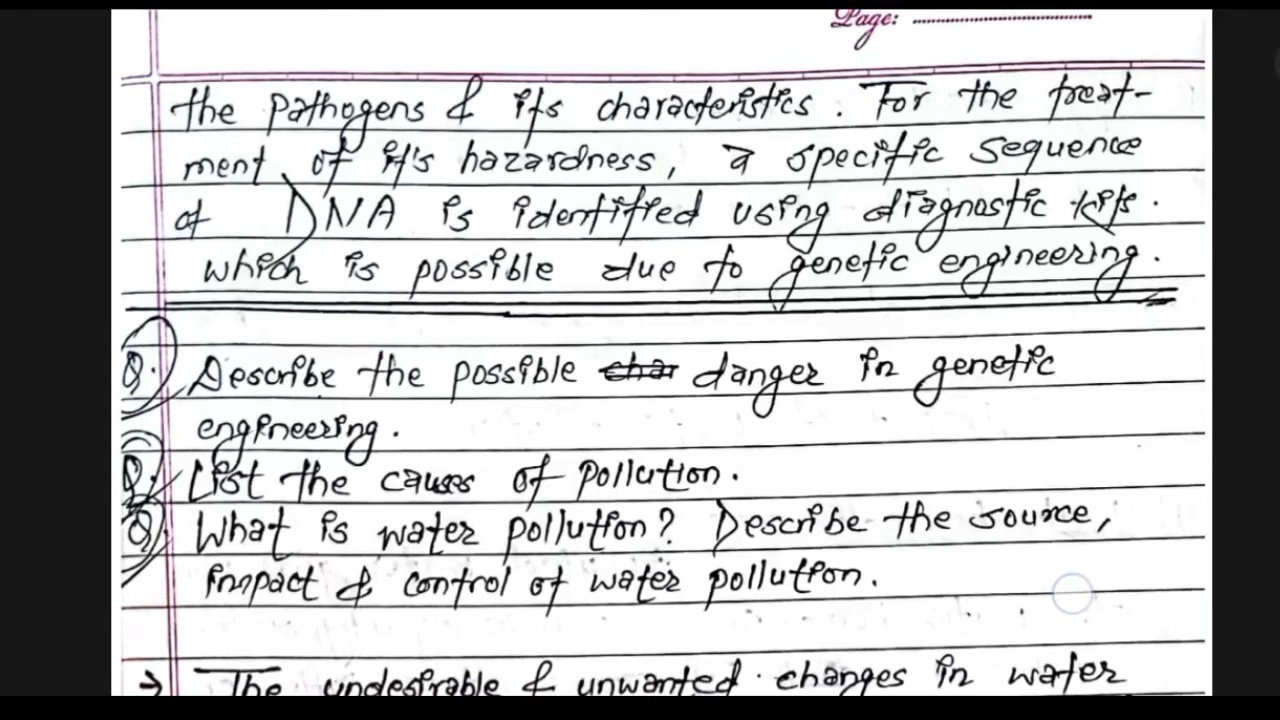 Page:
the pathogens & its characteristics. For the treat-
ment of it's hazardness, a specific sequence
of DNA is identified using diagnostic kits.
which is possible due to genetic engineering.
Q. Describe the possible char danger in genetic
engineering.
Q. List the causes of pollution.
Q. What is water pollution? Describe the source,
impact & control of water pollution.
→ The undesirable & unwanted changes in water